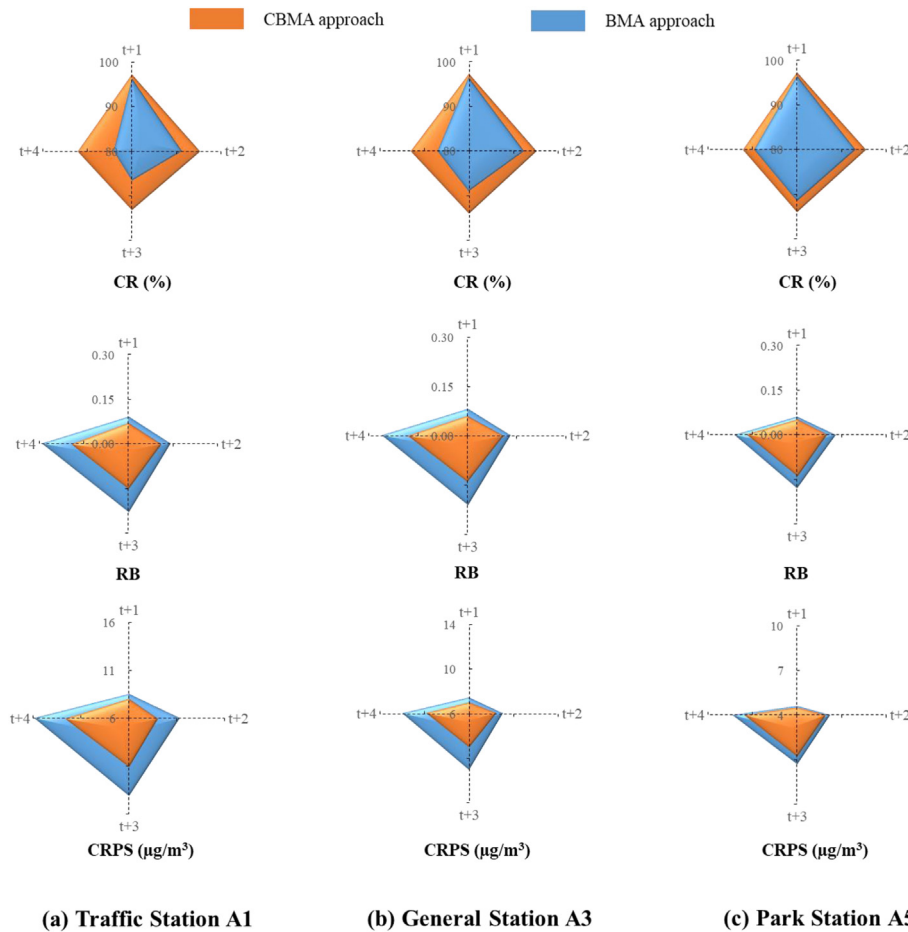 CBMA approach BMA approach
t+1 t+1 t+1
100 100 100
90 90 90
t+4 80 t+2 t+4 80 t+2 t+4 80 t+2
t+3 t+3 t+3
CR (%) CR (%) CR (%)
t+1 t+1 t+1
0.30 0.30 0.30
0.15 0.15 0.15
t+4 0.00 t+2 t+4 0.00 t+2 t+4 0.00 t+2
t+3 t+3 t+3
RB RB RB
t+1 t+1 t+1
16 14 10
11 10 7
t+4 6 t+2 t+4 6 t+2 t+4 4 t+2
t+3 t+3 t+3
CRPS (µg/m³) CRPS (µg/m³) CRPS (µg/m³)
(a) Traffic Station A1 (b) General Station A3 (c) Park Station A5